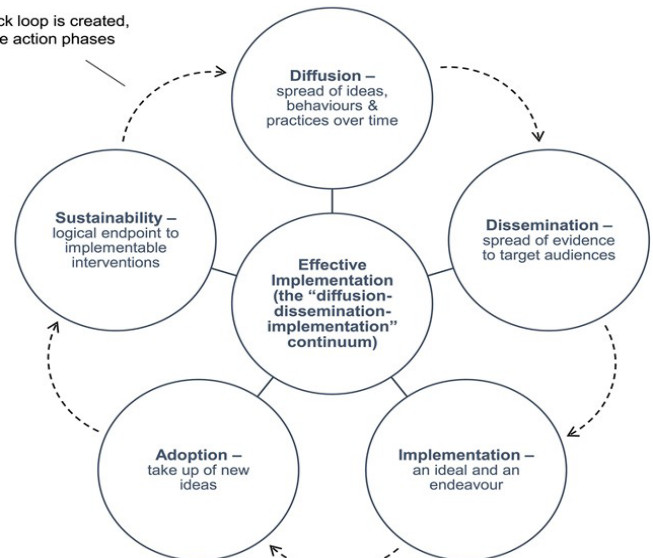 ck loop is created,
e action phases
Diffusion –
spread of ideas,
behaviours &
practices over time
Dissemination –
spread of evidence
to target audiences
Sustainability –
logical endpoint to
implementable
interventions
Effective
Implementation
(the “diffusion-
dissemination-
implementation”
continuum)
Adoption –
take up of new
ideas
Implementation –
an ideal and an
endeavour